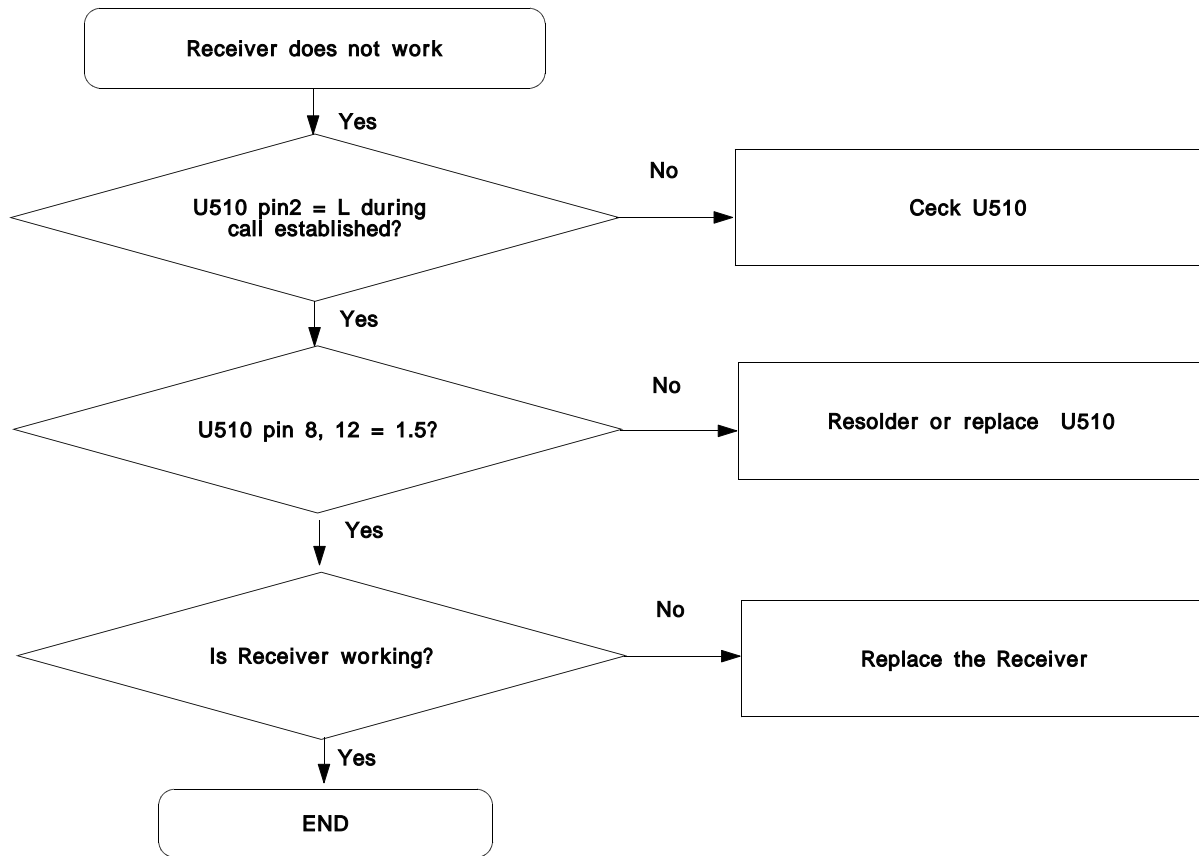 Receiver does not work
Yes
U510 pin2 = L during
call established?
No
Ceck U510
Yes
U510 pin 8, 12 = 1.5?
No
Resolder or replace U510
Yes
Is Receiver working?
No
Replace the Receiver
Yes
END